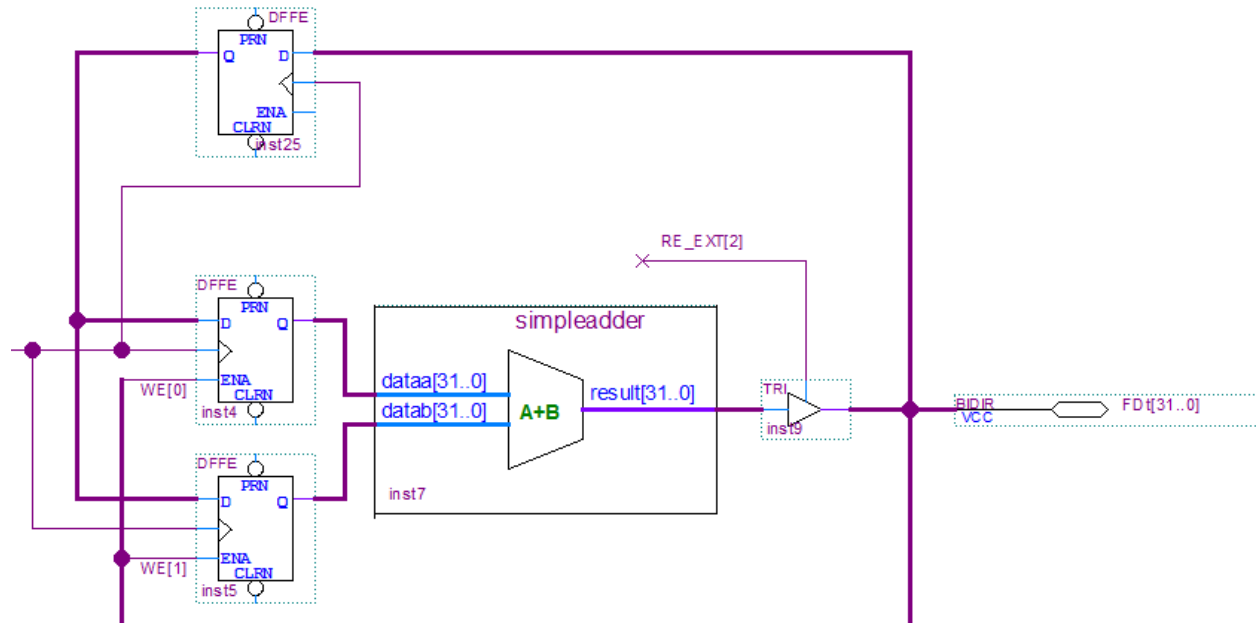 DFFE
PRN
Q
D
ENA
CLRN
inst25
RE_EXT[2]
DFFE
PRN
D
Q
ENA
WE[0]
CLRN
inst4
simpleadder
dataa[31..0]
datab[31..0]
A+B
result[31..0]
inst7
TRI
inst9
BIDIR
VCC
FDt[31..0]
DFFE
PRN
D
Q
ENA
WE[1]
CLRN
inst5